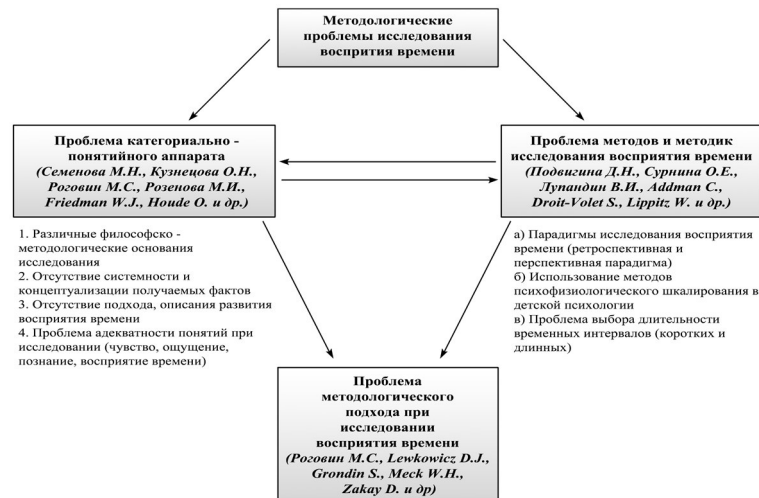 Методологические
проблемы исследования
воспрития времени
Проблема категориально -
понятийного аппарата
(Семенова М.Н., Кузнецова О.Н.,
Роговин М.С., Розенова М.И.,
Friedman W.J., Houde O. и др.)
1. Различные философско -
методологические основания
исследования
2. Отсутствие системности и
концептуализации получаемых фактов
3. Отсутствие подхода, описания развития
восприятия времени
4. Проблема адекватности понятий при
исследовании (чувство, ощущение,
познание, восприятие времени)
Проблема методов и методик
исследования восприятия времени
(Подвигина Д.Н., Сурнина О.Е.,
Лупандин В.И., Addman C.,
Droit-Volet S., Lippitz W. и др.)
а) Парадигмы исследования восприятия
времени (ретроспективная и
перспективная парадигма)
б) Использование методов
психофизиологического шкалирования в
детской психологии
в) Проблема выбора длительности
временных интервалов (коротких и
длинных)
Проблема
методологического
подхода при
исследовании
восприятия времени
(Роговин М.С., Lewkowicz D.J.,
Grondin S., Meck W.H.,
Zakay D. и др)